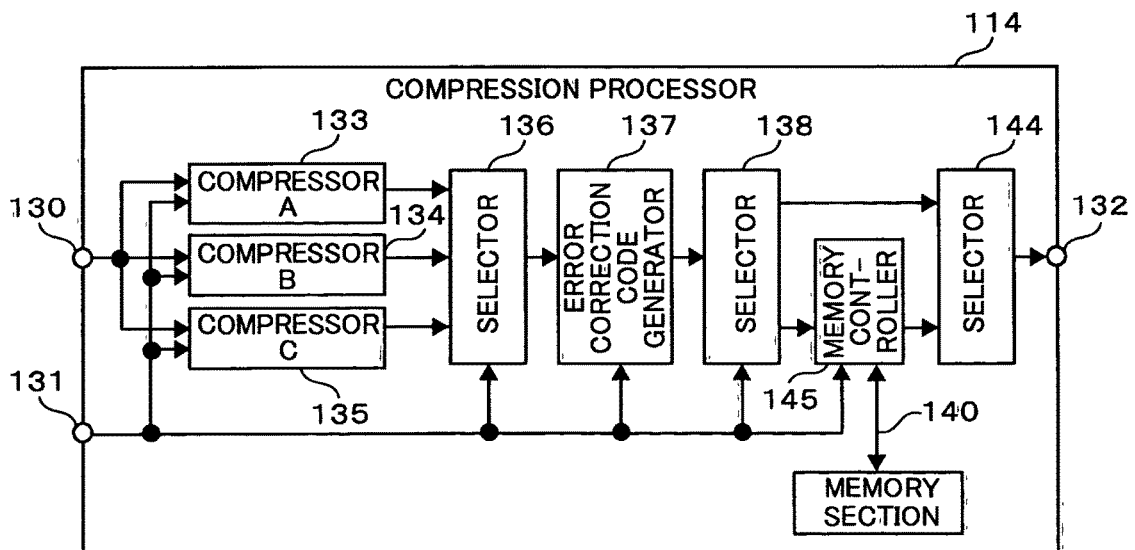 114
COMPRESSION PROCESSOR
133
136
137
138
144
COMPRESSOR
A
130
134
132
COMPRESSOR
B
COMPRESSOR
C
SELECTOR
ERROR
CORRECTION
CODE
GENERATOR
SELECTOR
MEMORY
CONT-
ROLLER
SELECTOR
131
135
145
140
MEMORY
SECTION